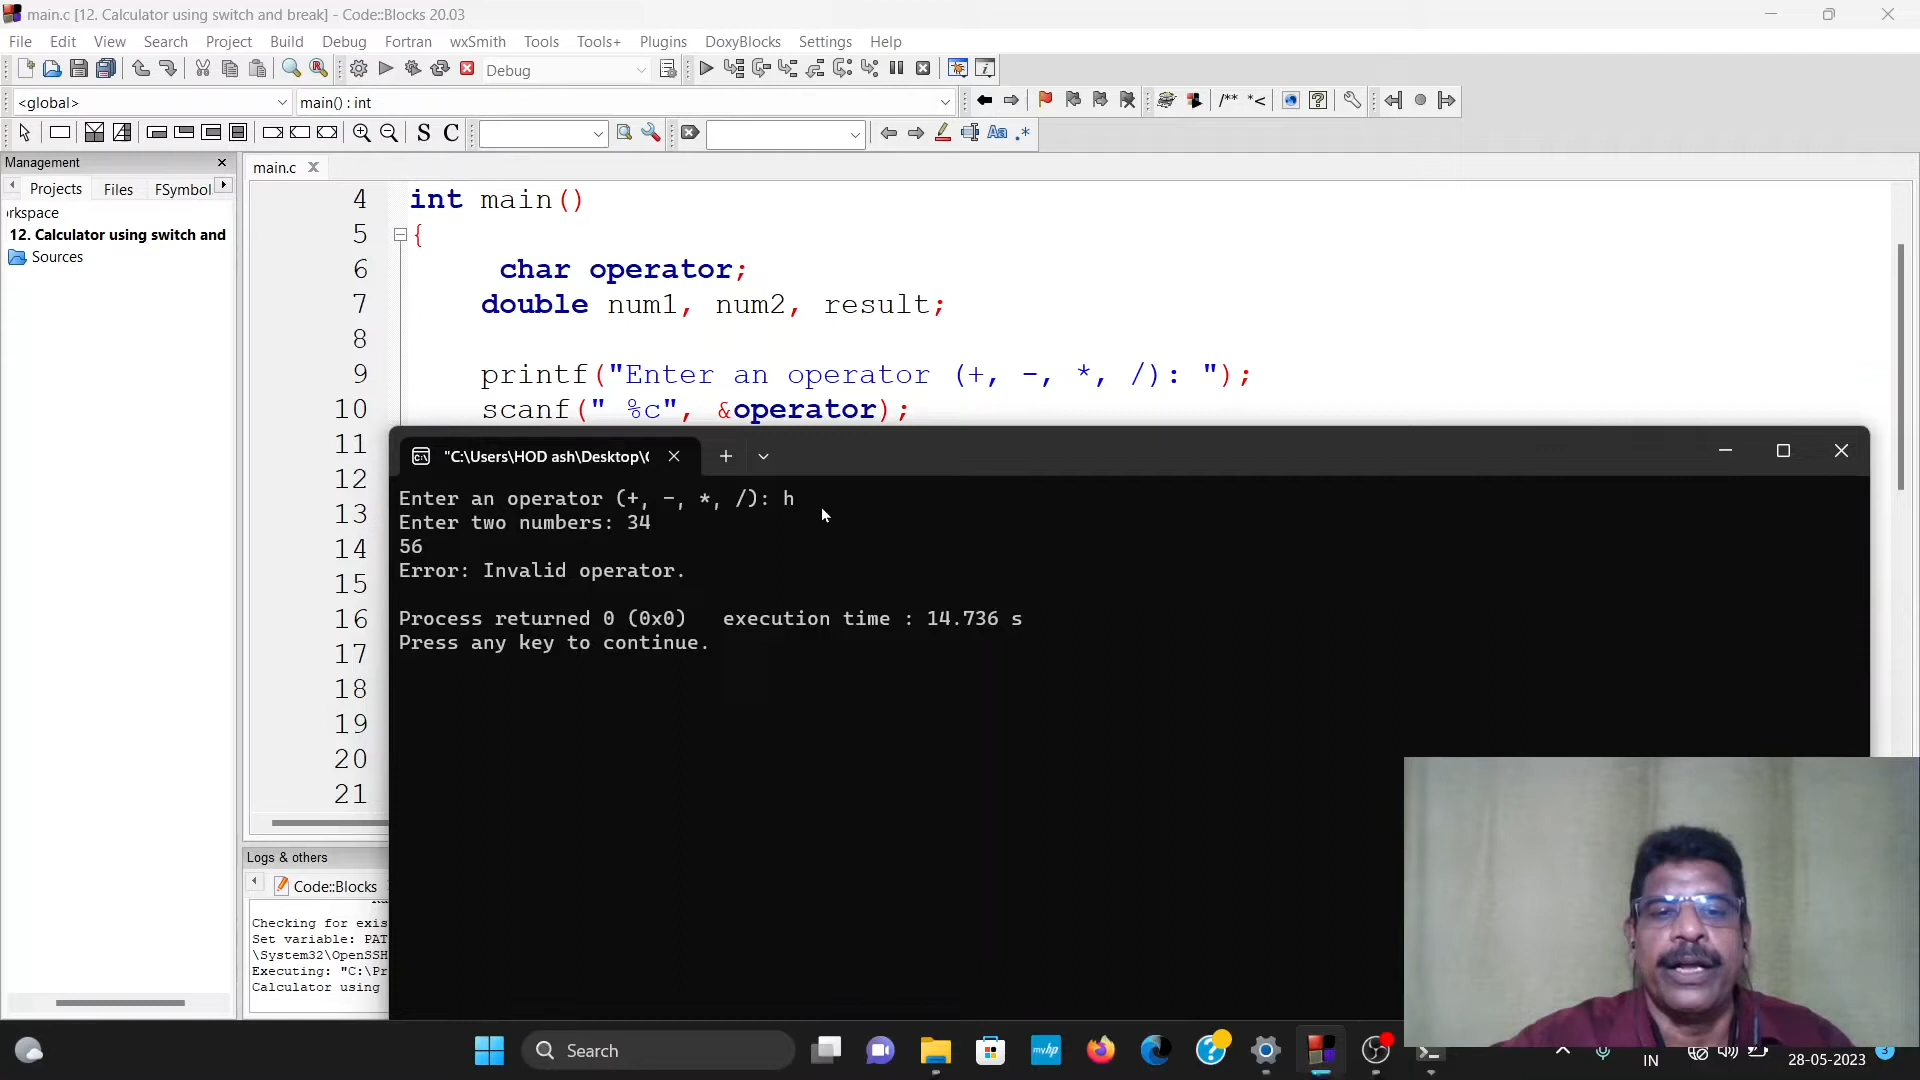 main.c [12. Calculator using switch and break] - Code::Blocks 20.03
File Edit View Search Project Build Debug Fortran wxSmith Tools Tools+ Plugins DoxyBlocks Settings Help
Debug
<global> main() : int
/** *<
S C Aa .*
Management
main.c
Projects Files FSymbol
rkspace
12. Calculator using switch and
Sources
4 int main()
5 {
6 char operator;
7 double num1, num2, result;
8
9 printf("Enter an operator (+, -, *, /): ");
10 scanf(" %c", &operator);
11
12
13
14
15
16
17
18
19
20
21
"C:\Users\HOD ash\Desktop\
Enter an operator (+, -, *, /): h
Enter two numbers: 34
56
Error: Invalid operator.
Process returned 0 (0x0) execution time : 14.736 s
Press any key to continue.
Logs & others
Code::Blocks
Checking for exis
Set variable: PAT
\System32\OpenSSH
Executing: "C:\Pr
Calculator using
Search
myhp
IN
28-05-2023
3